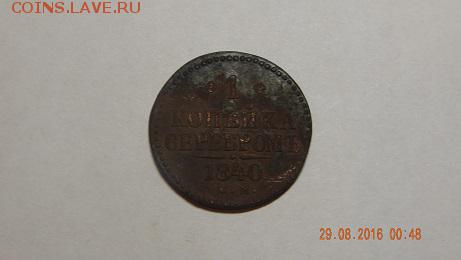 COINS.LAVE.RU
1
КОПѢЙКА
СЕРЕБРОМЪ
1840
29.08.2016 00:48